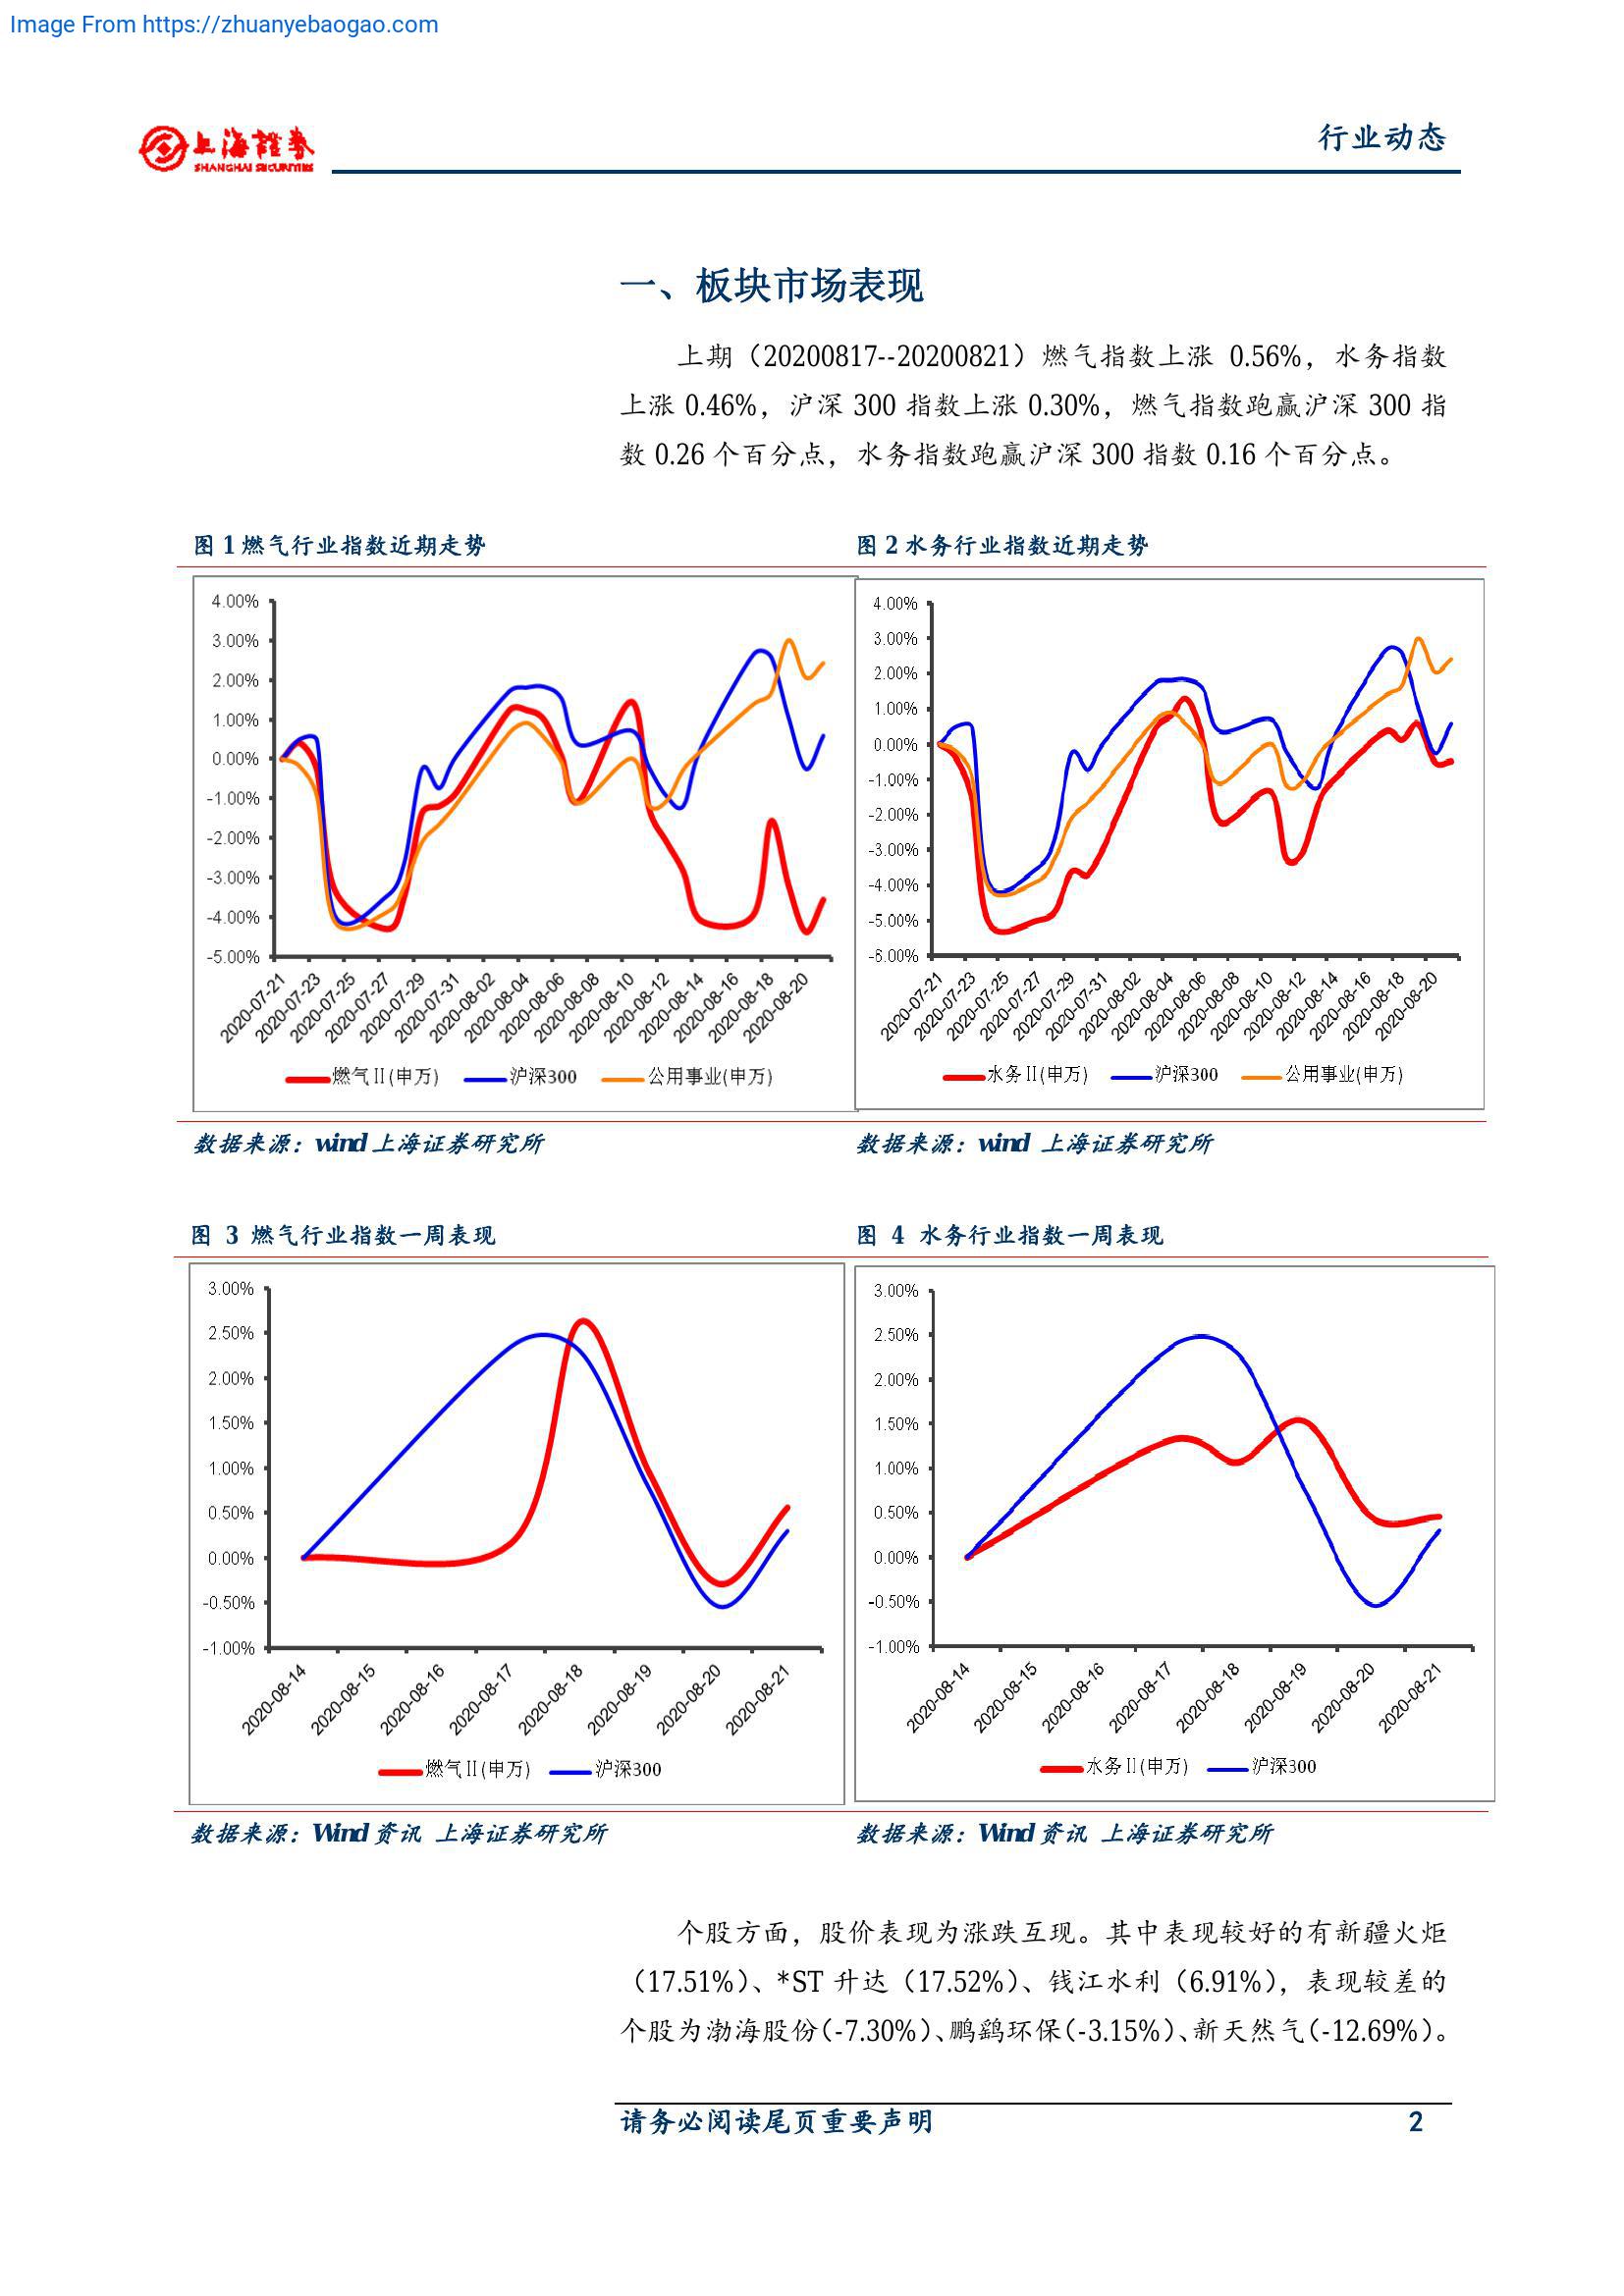 Image From https://zhuanyebaogao.com
上海證券
SHANGHAI SECURITIES
行业动态
一、板块市场表现
上期（20200817--20200821）燃气指数上涨 0.56%，水务指数
上涨 0.46%，沪深 300 指数上涨 0.30%，燃气指数跑赢沪深 300 指
数 0.26 个百分点，水务指数跑赢沪深 300 指数 0.16 个百分点。
图 1 燃气行业指数近期走势
4.00%
3.00%
2.00%
1.00%
0.00%
-1.00%
-2.00%
-3.00%
-4.00%
-5.00%
2020-07-21 2020-07-23 2020-07-25 2020-07-27 2020-07-29 2020-07-31 2020-08-02 2020-08-04 2020-08-06 2020-08-08 2020-08-10 2020-08-12 2020-08-14 2020-08-16 2020-08-18 2020-08-20
燃气Ⅱ(申万) 沪深300 公用事业(申万)
数据来源：wind 上海证券研究所
图 2 水务行业指数近期走势
4.00%
3.00%
2.00%
1.00%
0.00%
-1.00%
-2.00%
-3.00%
-4.00%
-5.00%
-6.00%
2020-07-21 2020-07-23 2020-07-25 2020-07-27 2020-07-29 2020-07-31 2020-08-02 2020-08-04 2020-08-06 2020-08-08 2020-08-10 2020-08-12 2020-08-14 2020-08-16 2020-08-18 2020-08-20
水务Ⅱ(申万) 沪深300 公用事业(申万)
数据来源：wind 上海证券研究所
图 3 燃气行业指数一周表现
3.00%
2.50%
2.00%
1.50%
1.00%
0.50%
0.00%
-0.50%
-1.00%
2020-08-14 2020-08-15 2020-08-16 2020-08-17 2020-08-18 2020-08-19 2020-08-20 2020-08-21
燃气Ⅱ(申万) 沪深300
数据来源：Wind 资讯 上海证券研究所
图 4 水务行业指数一周表现
3.00%
2.50%
2.00%
1.50%
1.00%
0.50%
0.00%
-0.50%
-1.00%
2020-08-14 2020-08-15 2020-08-16 2020-08-17 2020-08-18 2020-08-19 2020-08-20 2020-08-21
水务Ⅱ(申万) 沪深300
数据来源：Wind 资讯 上海证券研究所
个股方面，股价表现为涨跌互现。其中表现较好的有新疆火炬
（17.51%）、*ST 升达（17.52%）、钱江水利（6.91%），表现较差的
个股为渤海股份（-7.30%）、鹏鹞环保（-3.15%）、新天然气（-12.69%）。
请务必阅读尾页重要声明 2